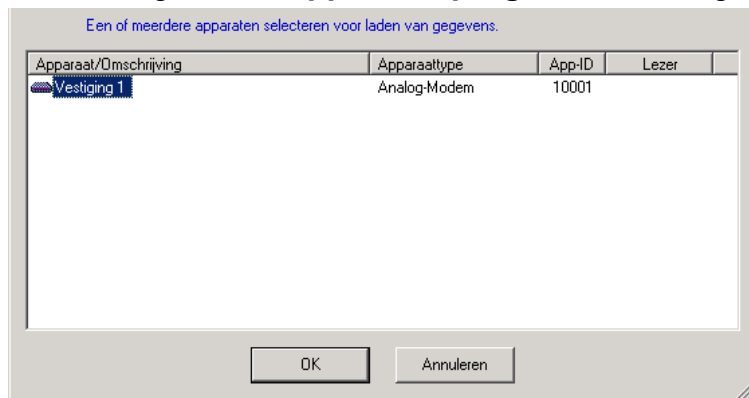 Een of meerdere apparaten selecteren voor laden van gegevens.
Apparaat/Omschrijving Apparaattype App-ID Lezer
Vestiging 1 Analog-Modem 10001
OK Annuleren